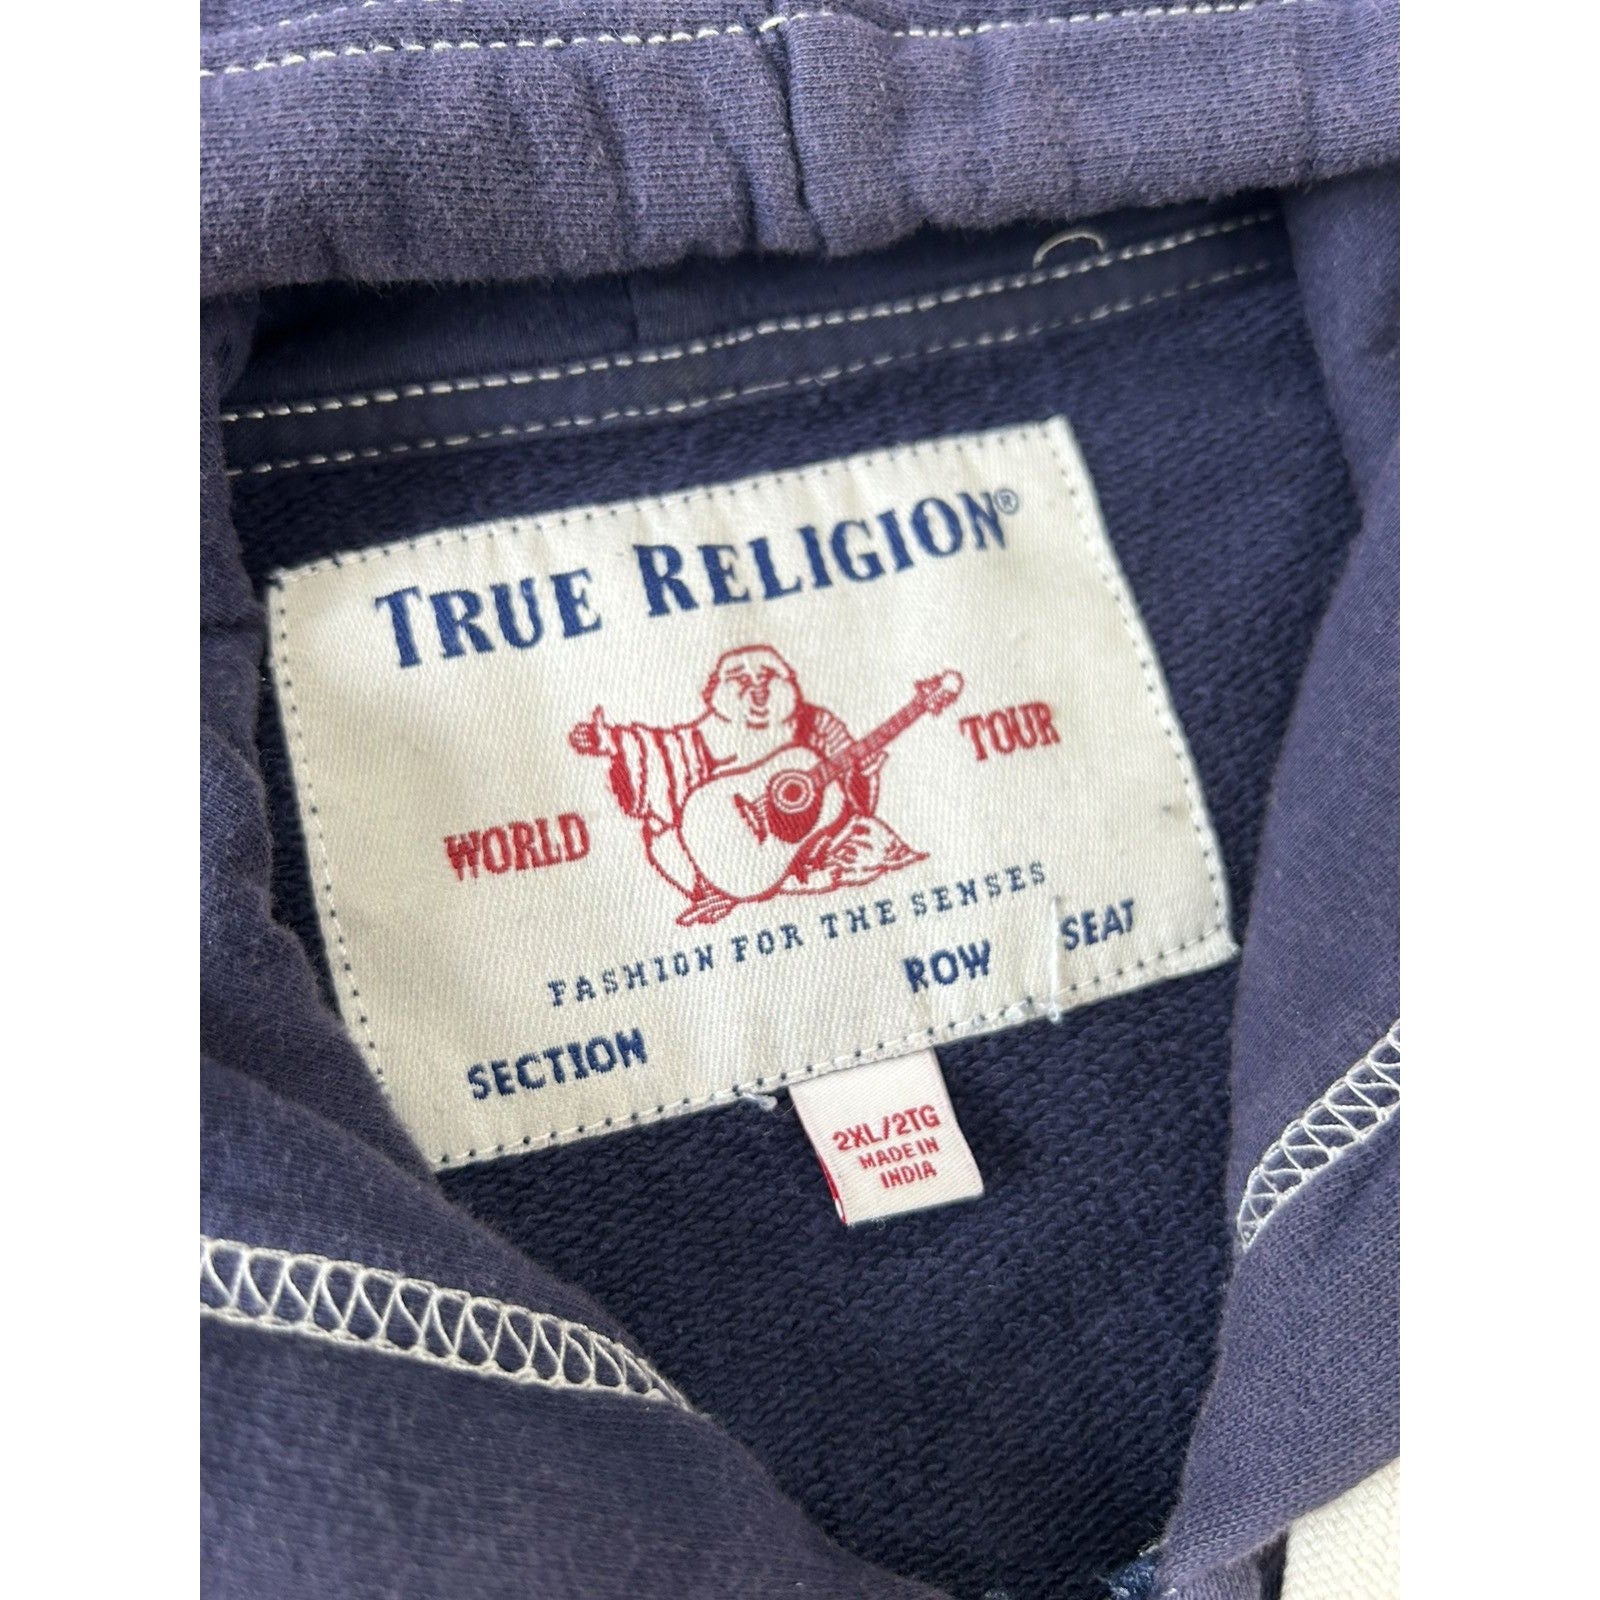 TRUE RELIGION®
WORLD TOUR
FASHION FOR THE SENSES
SECTION ROW SEAT
2XL/2TG
MADE IN
INDIA